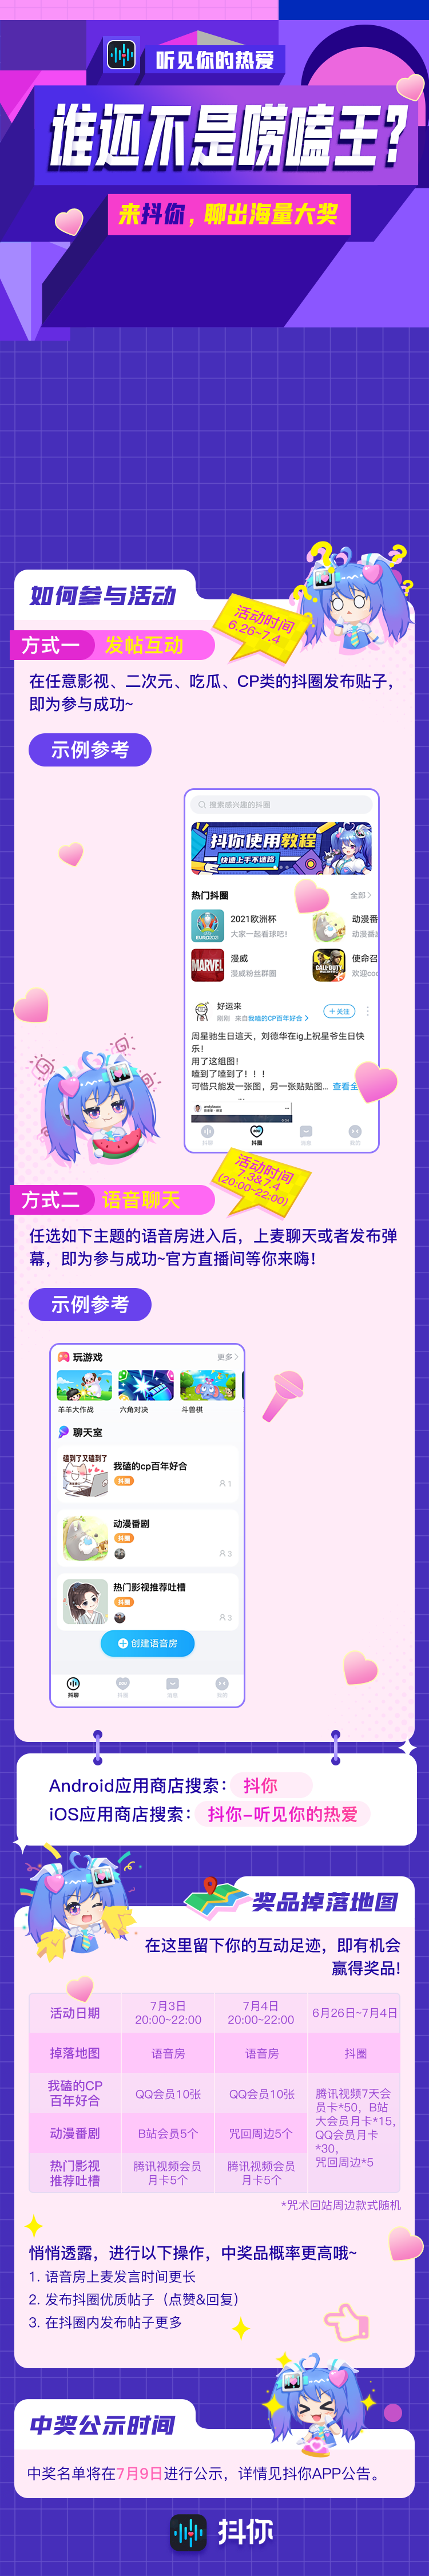 听见你的热爱
谁还不是唠嗑王?
来抖你，聊出海量大奖
如何参与活动
活动时间
6.26~7.4
方式一 发帖互动
在任意影视、二次元、吃瓜、CP类的抖圈发布贴子，
即为参与成功~
示例参考
搜索感兴趣的抖圈
抖你使用教程
快速上手不迷路
热门抖圈 全部 >
EURO2020
2021欧洲杯
大家一起看球吧！
动漫番
动漫番
MARVEL
漫威
漫威粉丝群圈
CALL OF DUTY
使命召
欢迎coc
好运来
刚刚 来自我嗑的CP百年好合 >
+ 关注
周星驰生日这天，刘德华在ig上祝星爷生日快
乐！
用了这组图！
嗑到了嗑到了！！！
可惜只能发一张图，另一张贴贴图... 查看全
抖聊 抖圈 消息 我的
活动时间
7.3&7.4
(20:00~22:00)
方式二 语音聊天
任选如下主题的语音房进入后，上麦聊天或者发布弹
幕，即为参与成功~官方直播间等你来嗨！
示例参考
玩游戏 更多 >
羊羊大作战 六角对决 斗兽棋
聊天室
嗑到了又嗑到了
我磕的cp百年好合
抖圈
1
动漫番剧
抖圈
3
热门影视推荐吐槽
抖圈
3
创建语音房
抖聊 抖圈 消息 我的
Android应用商店搜索： 抖你
iOS应用商店搜索： 抖你-听见你的热爱
奖品掉落地图
在这里留下你的互动足迹，即有机会
赢得奖品!
活动日期 7月3日 20:00~22:00 7月4日 20:00~22:00 6月26日~7月4日
掉落地图 语音房 语音房 抖圈
我磕的CP百年好合 QQ会员10张 QQ会员10张
动漫番剧 B站会员5个 咒回周边5个
热门影视推荐吐槽 腾讯视频会员月卡5个 腾讯视频会员月卡5个
腾讯视频7天会
员卡*50，B站
大会员月卡*15，
QQ会员月卡
*30，
咒回周边*5
*咒术回站周边款式随机
悄悄透露，进行以下操作，中奖品概率更高哦~
1. 语音房上麦发言时间更长
2. 发布抖圈优质帖子（点赞&回复）
3. 在抖圈内发布帖子更多
中奖公示时间
中奖名单将在7月9日进行公示，详情见抖你APP公告。
抖你